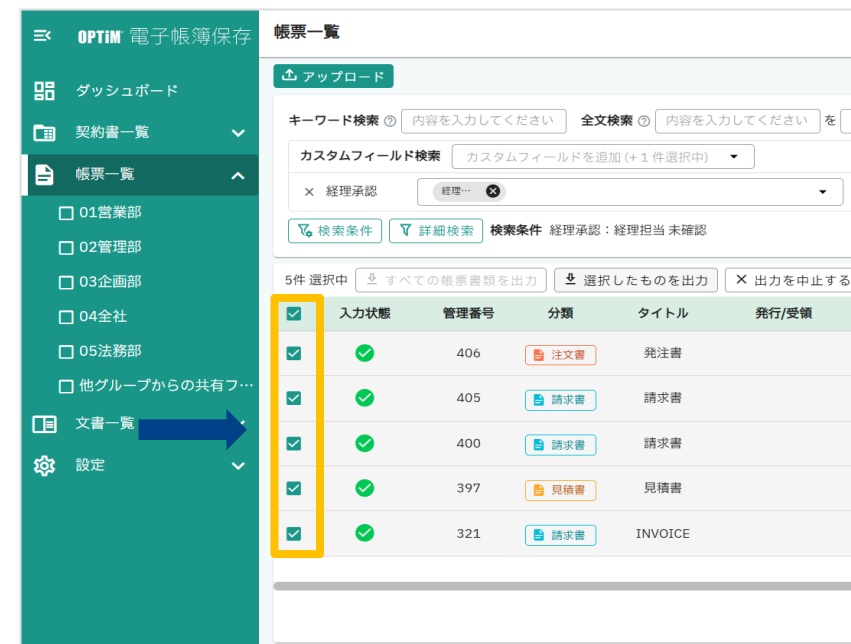 OPTiM 電子帳簿保存
ダッシュボード
契約書一覧
帳票一覧
01営業部
02管理部
03企画部
04全社
05法務部
他グループからの共有フ…
文書一覧
設定
帳票一覧
アップロード
キーワード検索 内容を入力してください 全文検索 内容を入力してください を
カスタムフィールド検索 カスタムフィールドを追加 (+ 1 件選択中)
× 経理承認 経理…
検索条件 詳細検索 検索条件 経理承認：経理担当 未確認
5件 選択中 すべての帳票書類を出力 選択したものを出力 × 出力を中止する
入力状態 管理番号 分類 タイトル 発行/受領
406 注文書 発注書
405 請求書 請求書
400 請求書 請求書
397 見積書 見積書
321 請求書 INVOICE